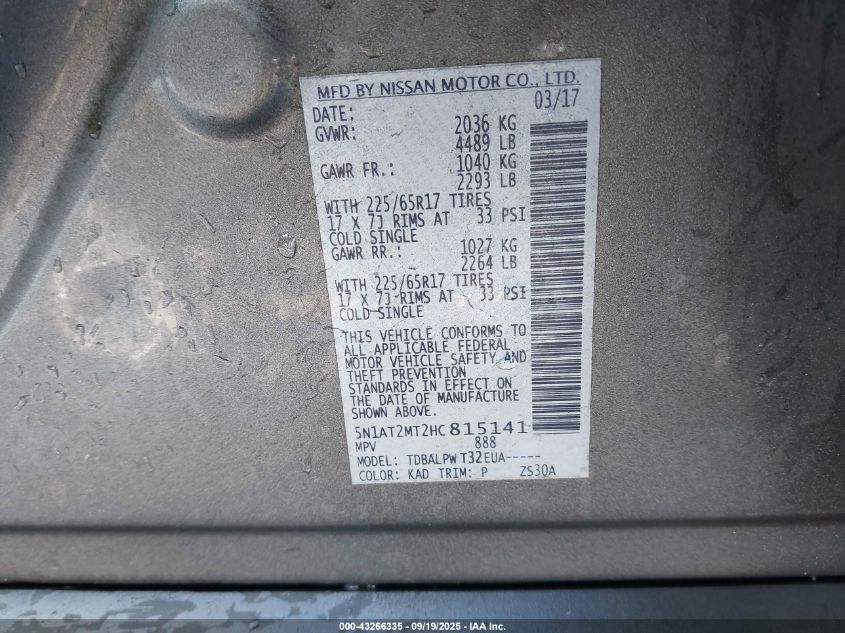 MFD BY NISSAN MOTOR CO., LTD.
DATE: 03/17
GVWR: 2036 KG
4489 LB
GAWR FR.: 1040 KG
2293 LB
WITH 225/65R17 TIRES
17 X 7J RIMS AT 33 PSI
COLD SINGLE
GAWR RR.: 1027 KG
2264 LB
WITH 225/65R17 TIRES
17 X 7J RIMS AT 33 PSI
COLD SINGLE
THIS VEHICLE CONFORMS TO
ALL APPLICABLE FEDERAL
MOTOR VEHICLE SAFETY AND
THEFT PREVENTION
STANDARDS IN EFFECT ON
THE DATE OF MANUFACTURE
SHOWN ABOVE.
5N1AT2MT2HC815141
MPV 888
MODEL: TDBALPW T32EUA-----
COLOR: KAD TRIM: P ZS30A
000-43266335 - 09/19/2025 - IAA Inc.